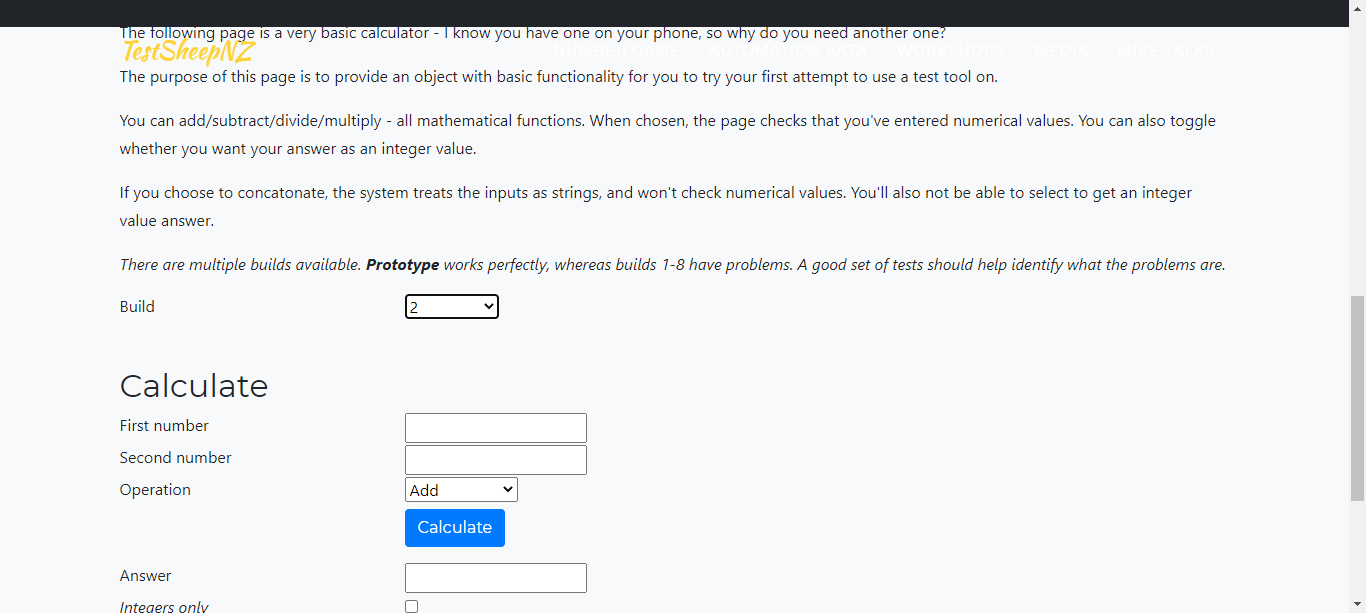 The following page is a very basic calculator - I know you have one on your phone, so why do you need another one?
TestSheepNZ NUMBER GAME AUTOMATION KATA WORKSHOPS MEDIA MIKE TALKS
The purpose of this page is to provide an object with basic functionality for you to try your first attempt to use a test tool on.
You can add/subtract/divide/multiply - all mathematical functions. When chosen, the page checks that you've entered numerical values. You can also toggle
whether you want your answer as an integer value.
If you choose to concatonate, the system treats the inputs as strings, and won't check numerical values. You'll also not be able to select to get an integer
value answer.
There are multiple builds available. Prototype works perfectly, whereas builds 1-8 have problems. A good set of tests should help identify what the problems are.
Build 2
Calculate
First number
Second number
Operation Add
Calculate
Answer
Integers only